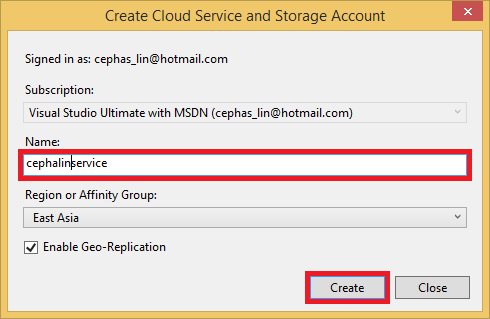 Create Cloud Service and Storage Account
Signed in as: cephas_lin@hotmail.com
Subscription:
Visual Studio Ultimate with MSDN (cephas_lin@hotmail.com)
Name:
cephalinservice
Region or Affinity Group:
East Asia
Enable Geo-Replication
Create Close